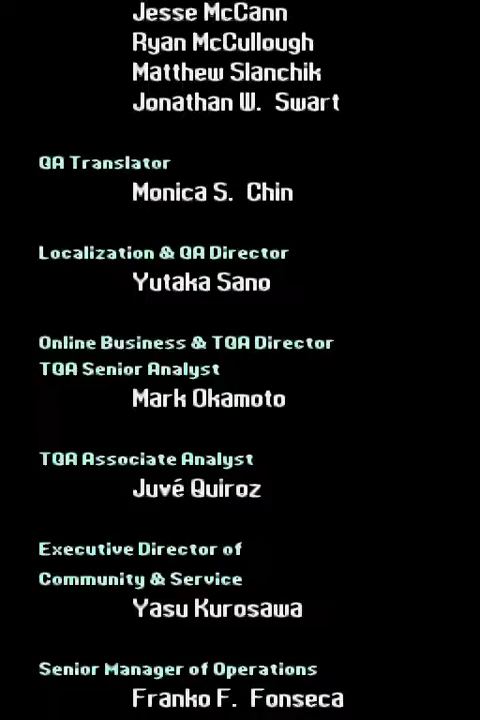 Jesse McCann
Ryan McCullough
Matthew Slanchik
Jonathan W. Swart
QA Translator
Monica S. Chin
Localization & QA Director
Yutaka Sano
Online Business & TQA Director
TQA Senior Analyst
Mark Okamoto
TQA Associate Analyst
Juvé Quiroz
Executive Director of
Community & Service
Yasu Kurosawa
Senior Manager of Operations
Franko F. Fonseca